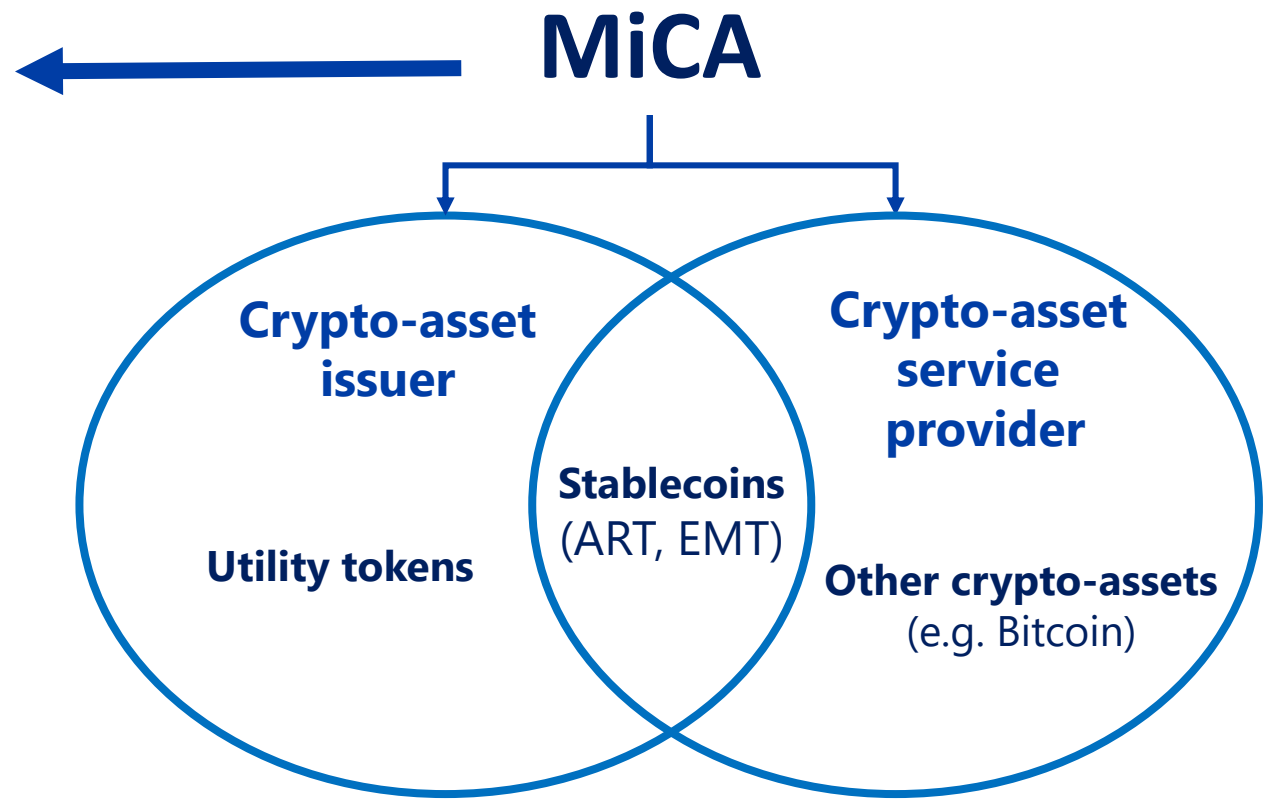 MiCA
Crypto-asset
issuer
Utility tokens
Stablecoins
(ART, EMT)
Crypto-asset
service
provider
Other crypto-assets
(e.g. Bitcoin)